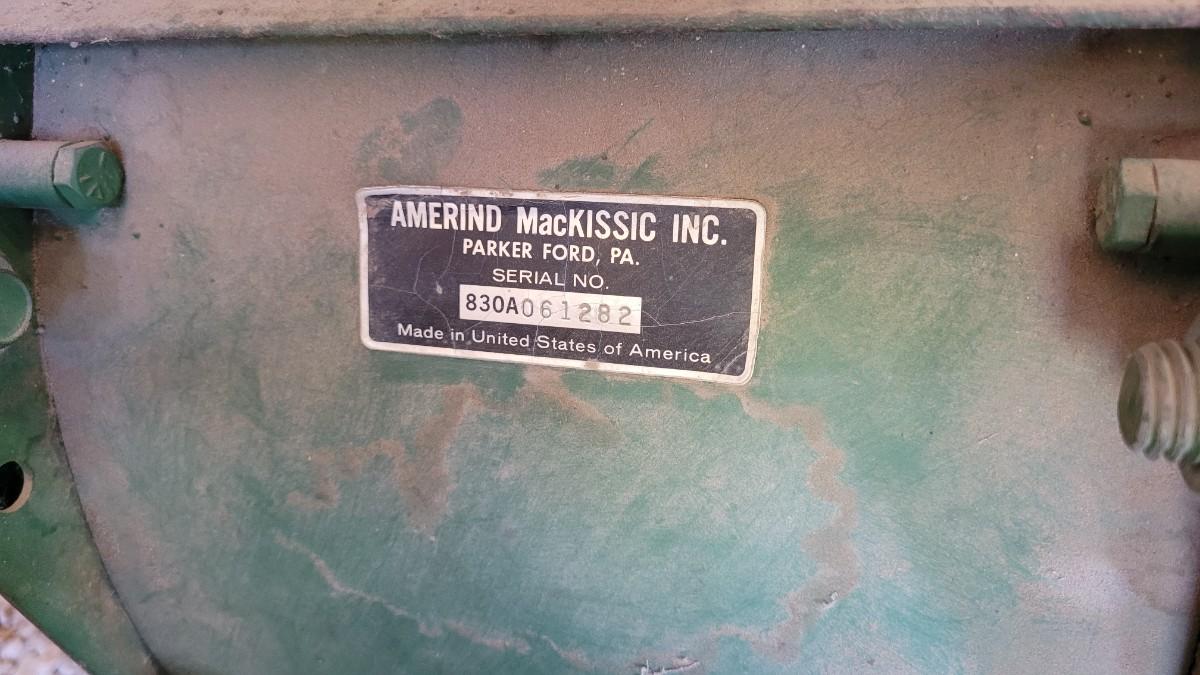 AMERIND MacKISSIC INC.
PARKER FORD, PA.
SERIAL NO.
830A061282
Made in United States of America